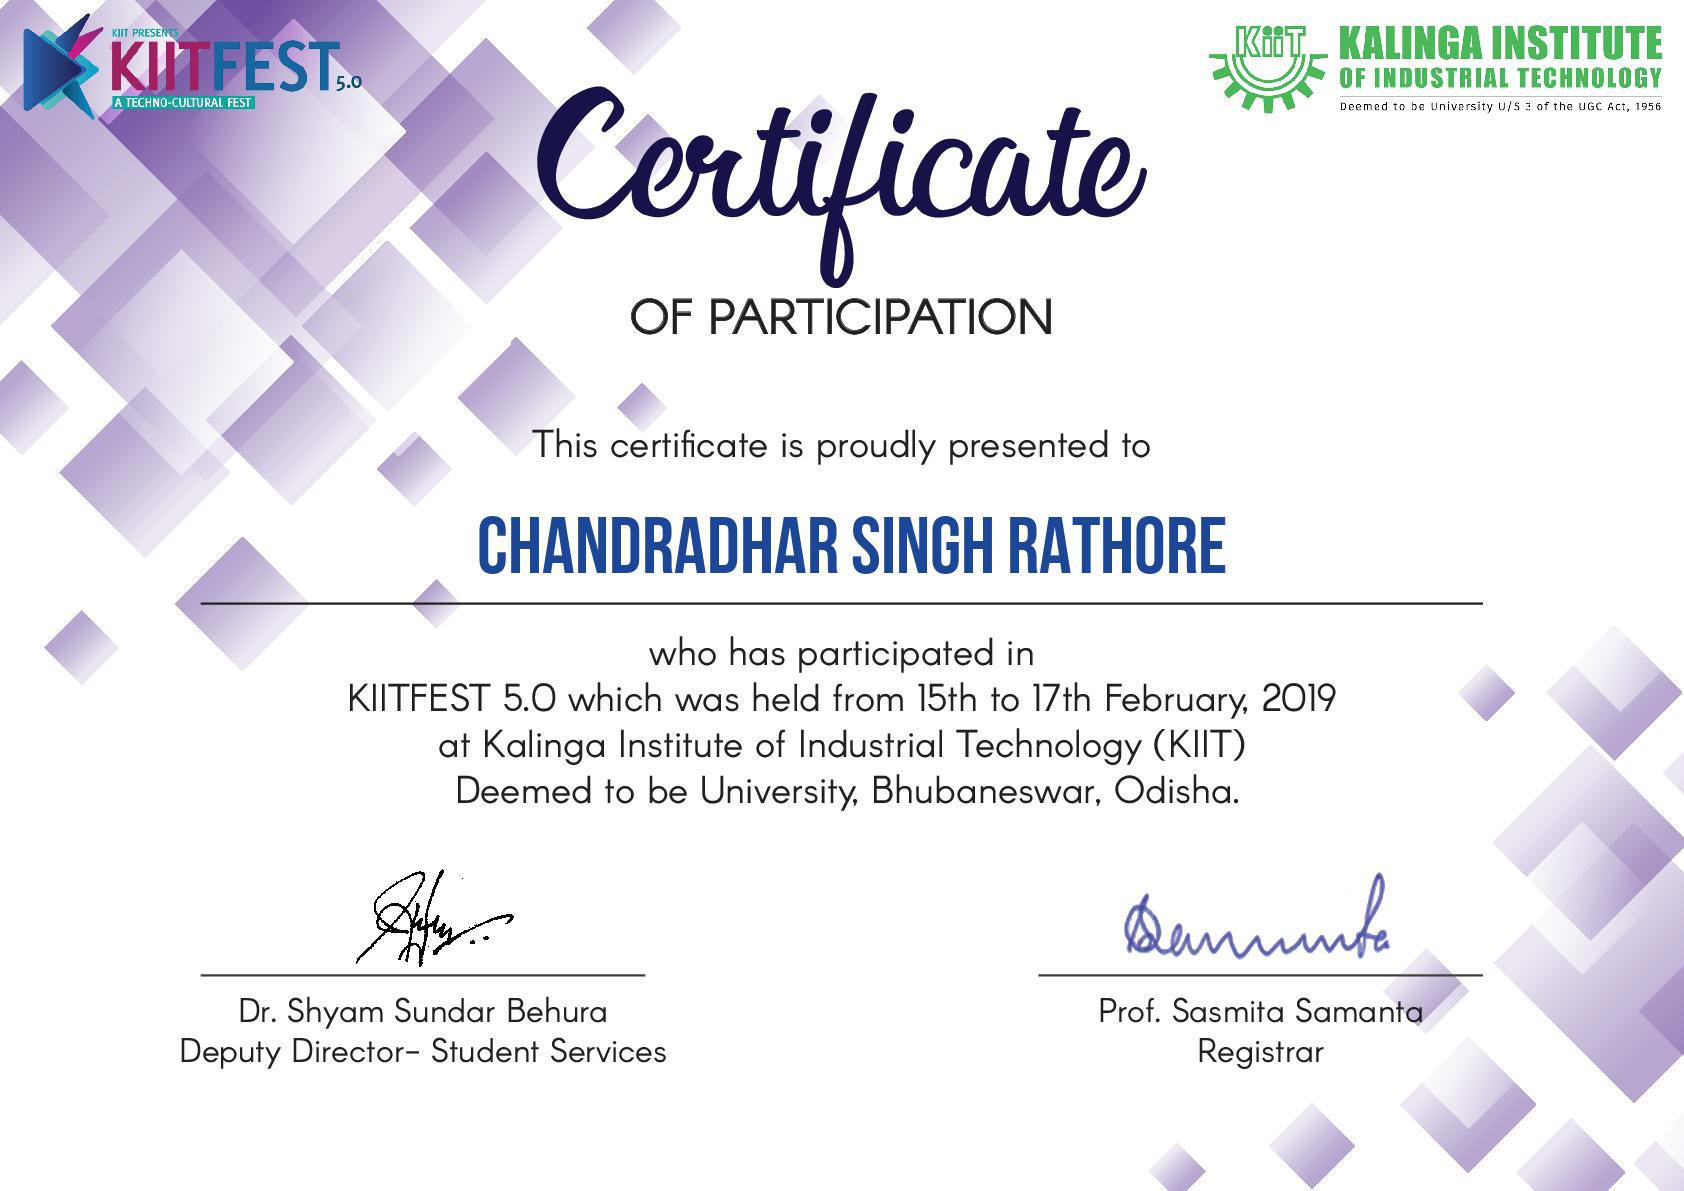 KIIT PRESENTS
KIITFEST 5.0
A TECHNO-CULTURAL FEST
KiiT
KALINGA INSTITUTE
OF INDUSTRIAL TECHNOLOGY
Deemed to be University U/S 3 of the UGC Act, 1956
Certificate
OF PARTICIPATION
This certificate is proudly presented to
CHANDRADHAR SINGH RATHORE
who has participated in
KIITFEST 5.0 which was held from 15th to 17th February, 2019
at Kalinga Institute of Industrial Technology (KIIT)
Deemed to be University, Bhubaneswar, Odisha.
Dr. Shyam Sundar Behura
Deputy Director- Student Services
Prof. Sasmita Samanta
Registrar